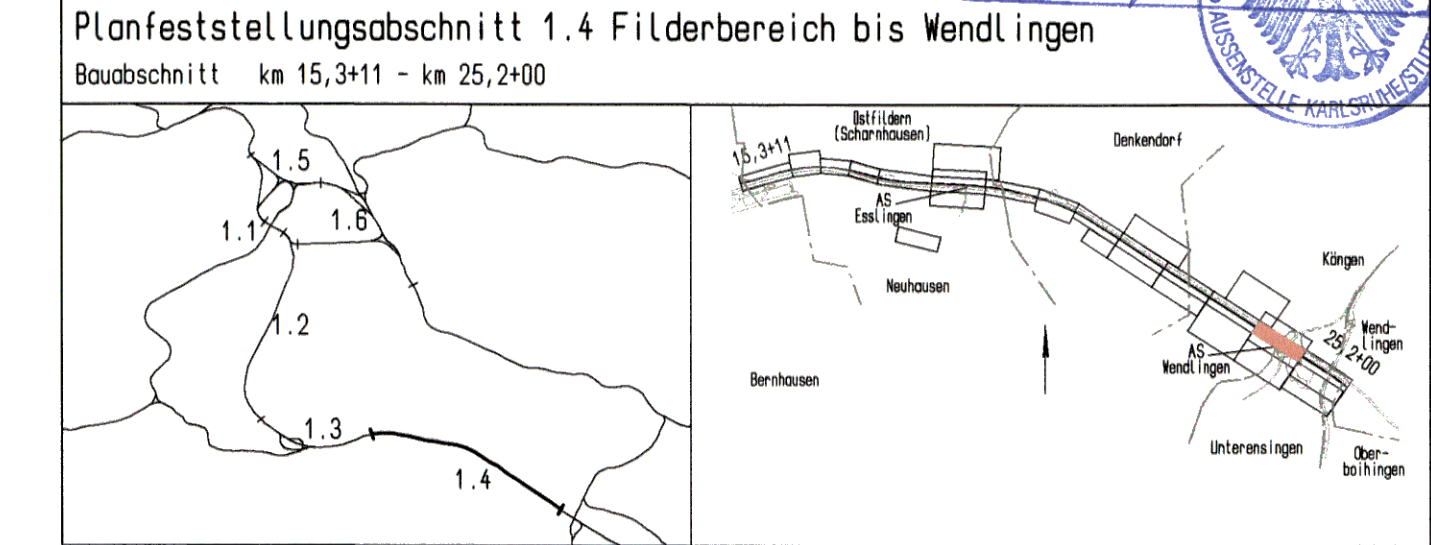 Planfeststellungsabschnitt 1.4 Filderbereich bis Wendlingen
Bauabschnitt km 15,3+11 - km 25,2+00
AUSSENSTELLE KARLSRUHE/STU
1.5
1.1
1.6
1.2
1.3
1.4
15,3+11
Ostfildern
(Scharnhausen)
Denkendorf
AS
Esslingen
Neuhausen
Köngen
Wend-
lingen
25,2+00
AS
Wendlingen
Bernhausen
Unterensingen
Ober-
boihingen